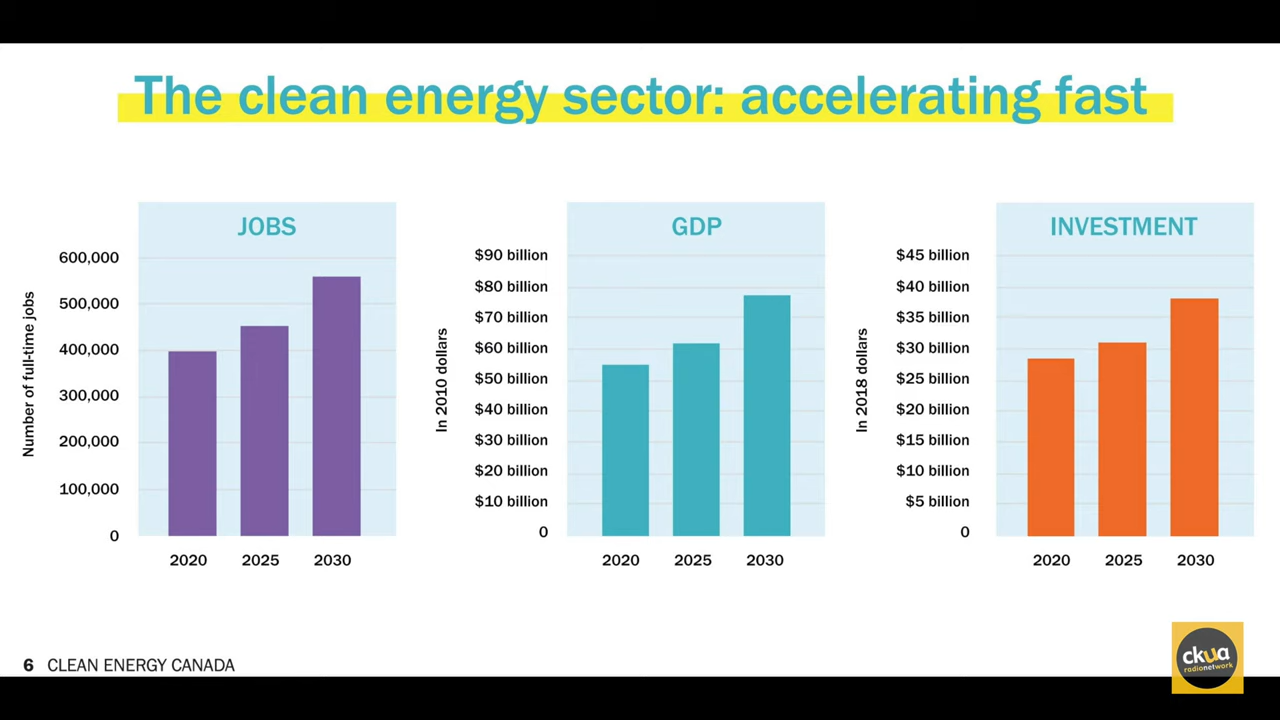 The clean energy sector: accelerating fast
JOBS
Number of full-time jobs
600,000
500,000
400,000
300,000
200,000
100,000
0
2020 2025 2030
GDP
In 2010 dollars
$90 billion
$80 billion
$70 billion
$60 billion
$50 billion
$40 billion
$30 billion
$20 billion
$10 billion
0
2020 2025 2030
INVESTMENT
In 2018 dollars
$45 billion
$40 billion
$35 billion
$30 billion
$25 billion
$20 billion
$15 billion
$10 billion
$5 billion
0
2020 2025 2030
6 CLEAN ENERGY CANADA
ckua
radionetwork